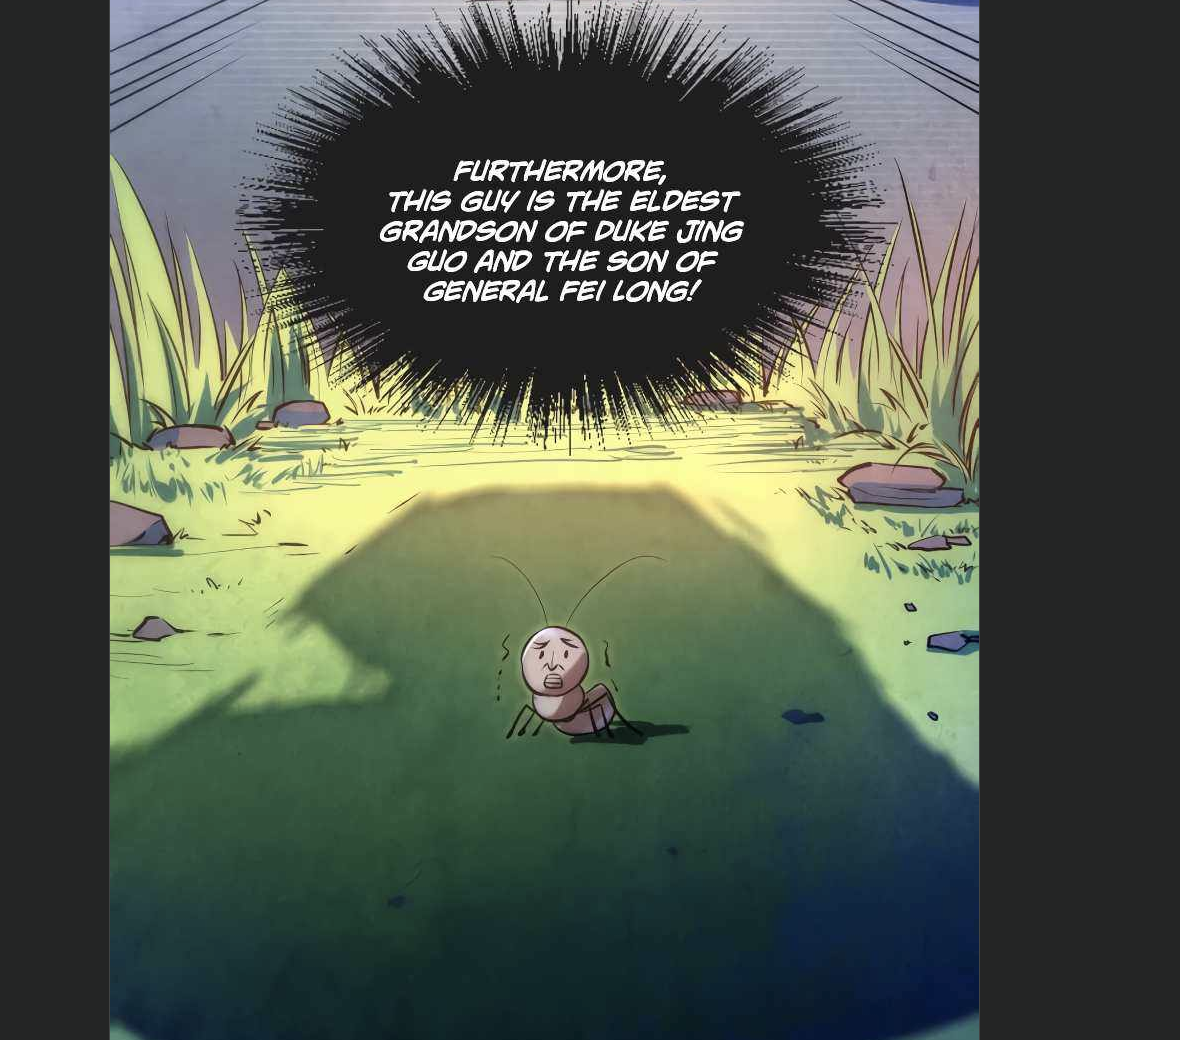 FURTHERMORE,
THIS GUY IS THE ELDEST
GRANDSON OF DUKE JING
GUO AND THE SON OF
GENERAL FEI LONG!